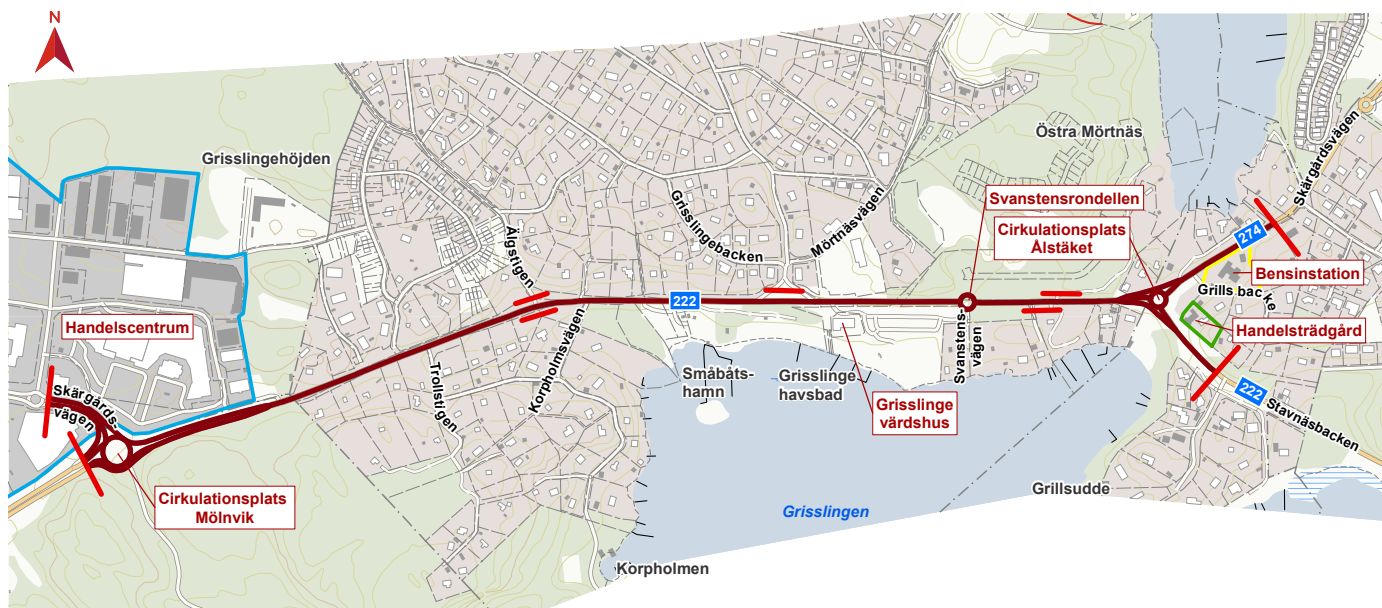 N
Östra Mörtnäs
Grisslingehöjden
Skärgårdsvägen
Svanstensrondellen
Grisslingebacken
Mörtnäsvägen
Cirkulationsplats
Älstäket
Älgstigen
274
Bensinstation
222
Grills backe
Handelscentrum
Handelsträdgård
Svanstens-
vägen
Korpholmsvägen
Trollstigen
Småbåts-
hamn
Grisslinge-
havsbad
222
Stavnäsbacken
Skärgårds-
vägen
Grisslinge
värdshus
Cirkulationsplats
Mölnvik
Grillsudde
Grisslingen
Korpholmen